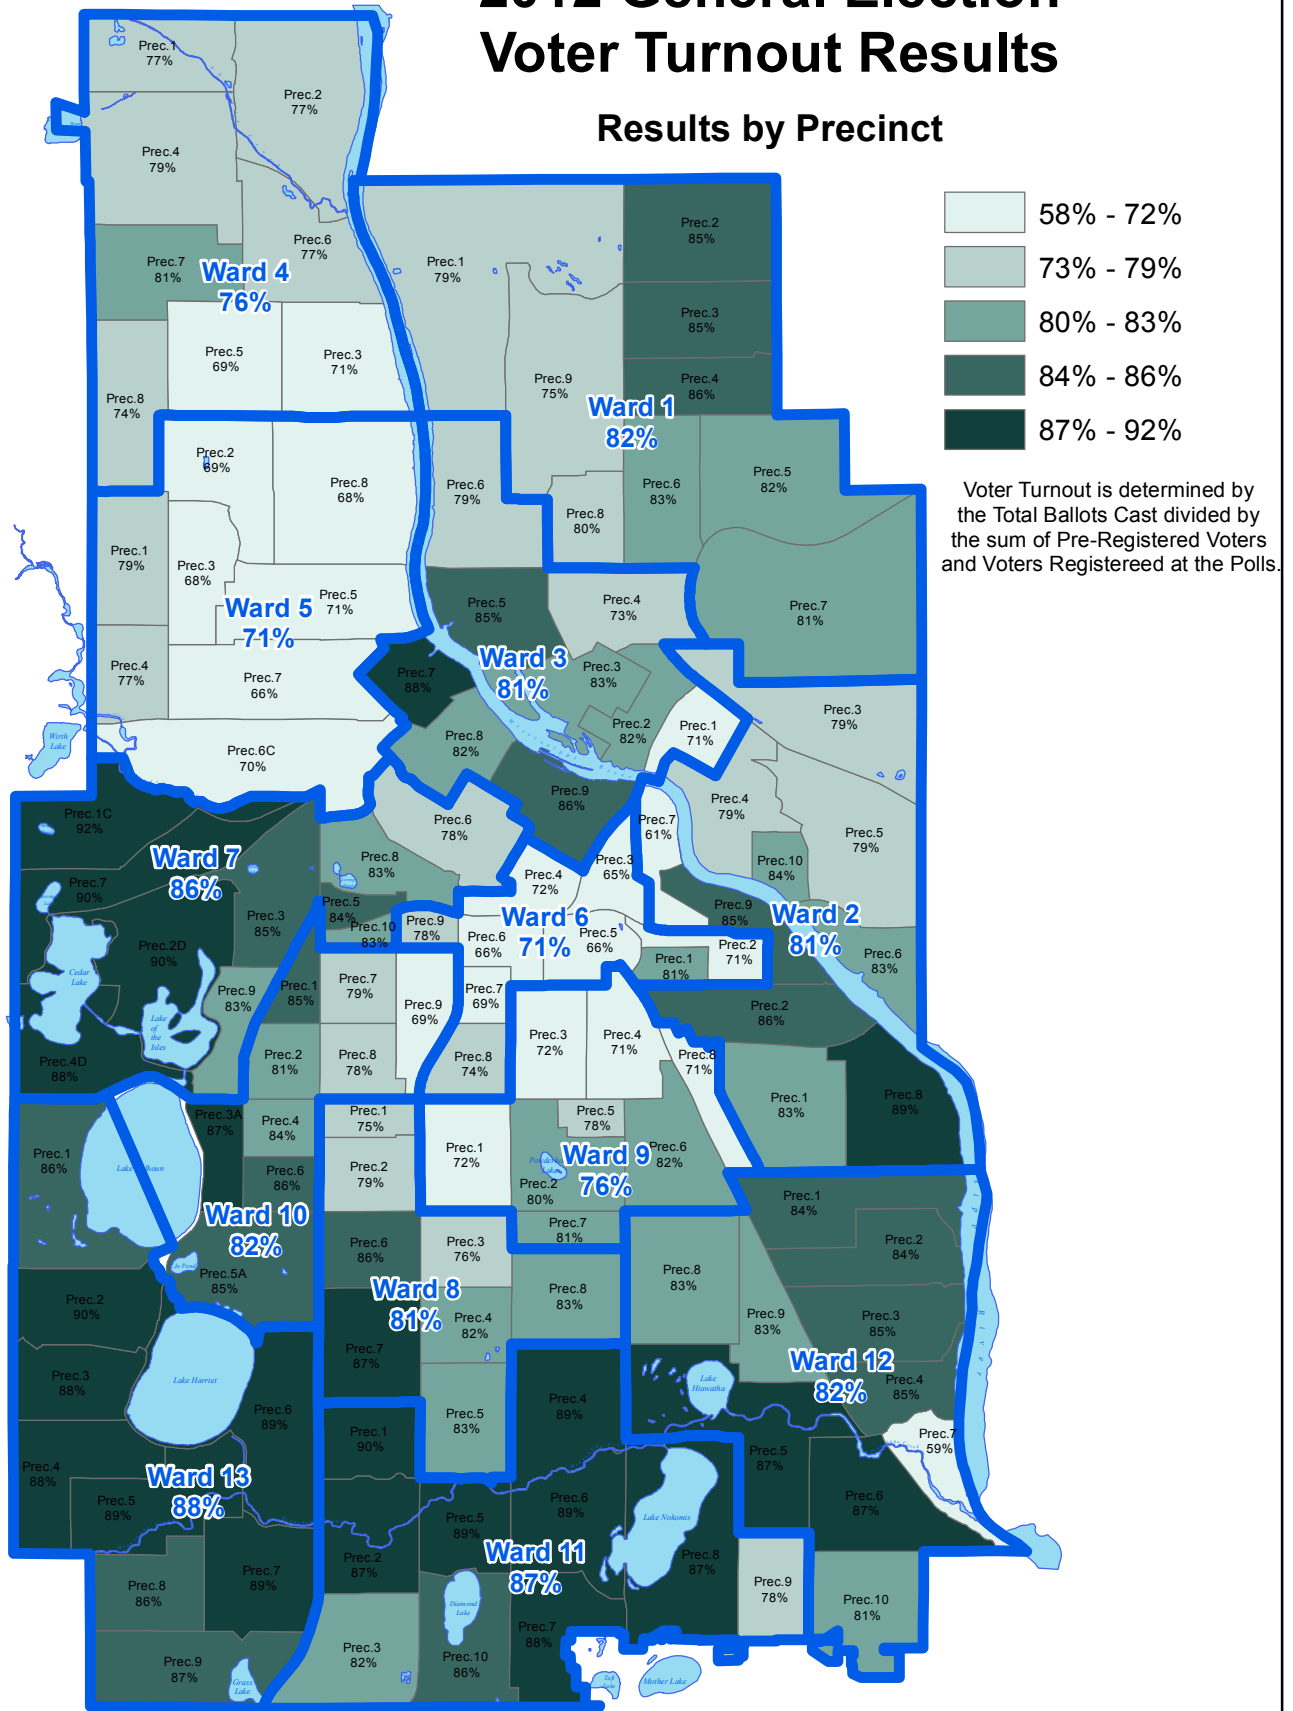 2012 General Election
Voter Turnout Results
Results by Precinct
58% - 72%
73% - 79%
80% - 83%
84% - 86%
87% - 92%
Voter Turnout is determined by
the Total Ballots Cast divided by
the sum of Pre-Registered Voters
and Voters Registereed at the Polls.
Ward 4
76%
Prec.1
77%
Prec.2
77%
Prec.4
79%
Prec.6
77%
Prec.7
81%
Prec.5
69%
Prec.3
71%
Prec.8
74%
Ward 1
82%
Prec.1
79%
Prec.2
85%
Prec.3
85%
Prec.4
86%
Prec.9
75%
Prec.6
83%
Prec.5
82%
Prec.8
80%
Prec.7
81%
Ward 5
71%
Prec.2
69%
Prec.8
68%
Prec.1
79%
Prec.3
68%
Prec.5
71%
Prec.4
77%
Prec.7
66%
Prec.6C
70%
Wirth
Lake
Ward 3
81%
Prec.6
79%
Prec.5
85%
Prec.4
73%
Prec.3
83%
Prec.7
88%
Prec.2
82%
Prec.1
71%
Prec.8
82%
Prec.9
86%
Ward 2
81%
Prec.3
79%
Prec.4
79%
Prec.5
79%
Prec.7
61%
Prec.10
84%
Prec.9
85%
Prec.6
83%
Prec.1
81%
Prec.2
71%
Prec.2
86%
Prec.1
83%
Prec.8
89%
Ward 7
86%
Prec.1C
92%
Prec.7
90%
Prec.2D
90%
Prec.3
85%
Prec.6
78%
Prec.8
83%
Prec.5
84%
Prec.10
83%
Prec.9
78%
Prec.9
83%
Prec.4D
88%
Cedar
Lake
Lake
of
the
Isles
Ward 6
71%
Prec.3
65%
Prec.4
72%
Prec.6
66%
Prec.5
66%
Prec.7
69%
Prec.8
74%
Ward 10
82%
Prec.1
85%
Prec.7
79%
Prec.9
69%
Prec.2
81%
Prec.8
78%
Prec.3A
87%
Prec.4
84%
Prec.6
86%
Prec.5A
85%
Ward 9
76%
Prec.3
72%
Prec.4
71%
Prec.8
71%
Prec.1
72%
Prec.5
78%
Prec.6
82%
Prec.2
80%
Prec.7
81%
Ward 8
81%
Prec.1
75%
Prec.2
79%
Prec.6
86%
Prec.3
76%
Prec.8
83%
Prec.4
82%
Prec.7
87%
Prec.5
83%
Ward 12
82%
Prec.1
84%
Prec.2
84%
Prec.8
83%
Prec.9
83%
Prec.3
85%
Prec.4
85%
Prec.7
59%
Prec.5
87%
Prec.6
87%
Prec.10
81%
Lake
Hiawatha
Ward 13
88%
Prec.1
86%
Prec.2
90%
Prec.3
88%
Prec.6
89%
Prec.4
88%
Prec.5
89%
Prec.8
86%
Prec.7
89%
Prec.9
87%
Lake Harriet
Grass
Lake
Ward 11
87%
Prec.1
90%
Prec.4
89%
Prec.5
89%
Prec.6
89%
Prec.2
87%
Prec.8
87%
Prec.9
78%
Prec.3
82%
Prec.10
86%
Prec.7
88%
Lake Nokomis
Diamond
Lake
Mother Lake